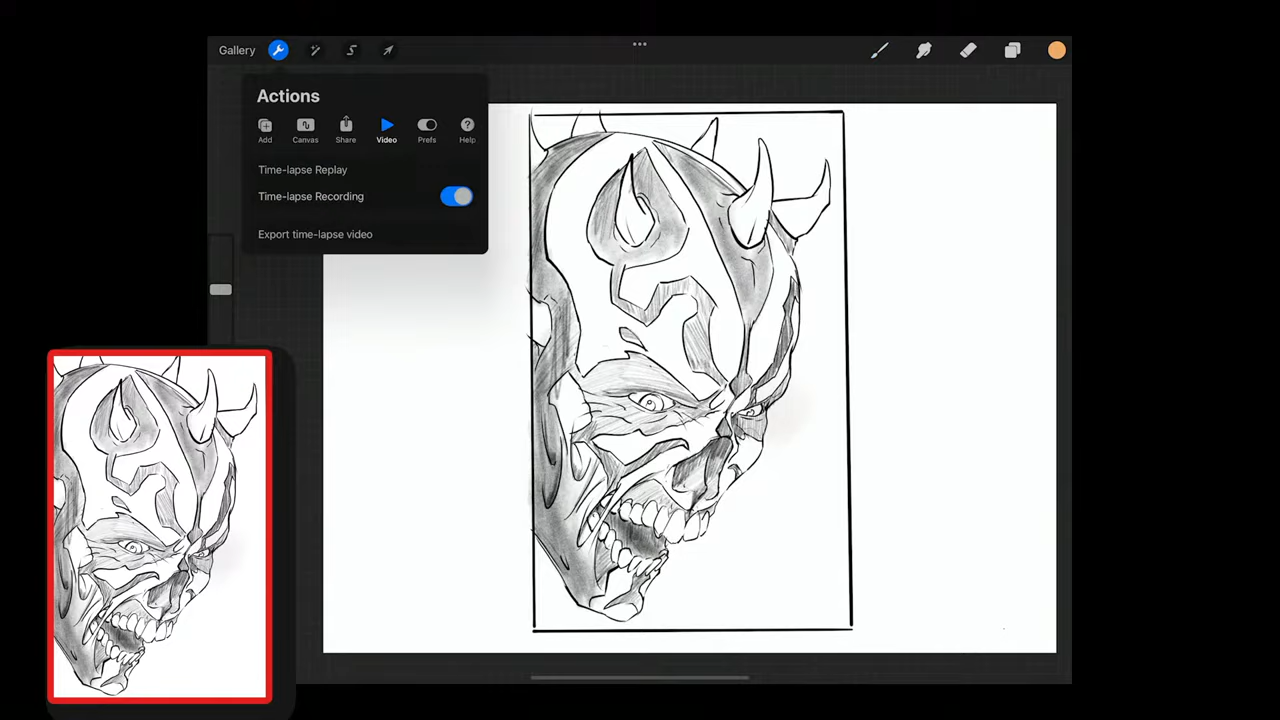 Gallery
Actions
Add Canvas Share Video Prefs Help
Time-lapse Replay
Time-lapse Recording
Export time-lapse video